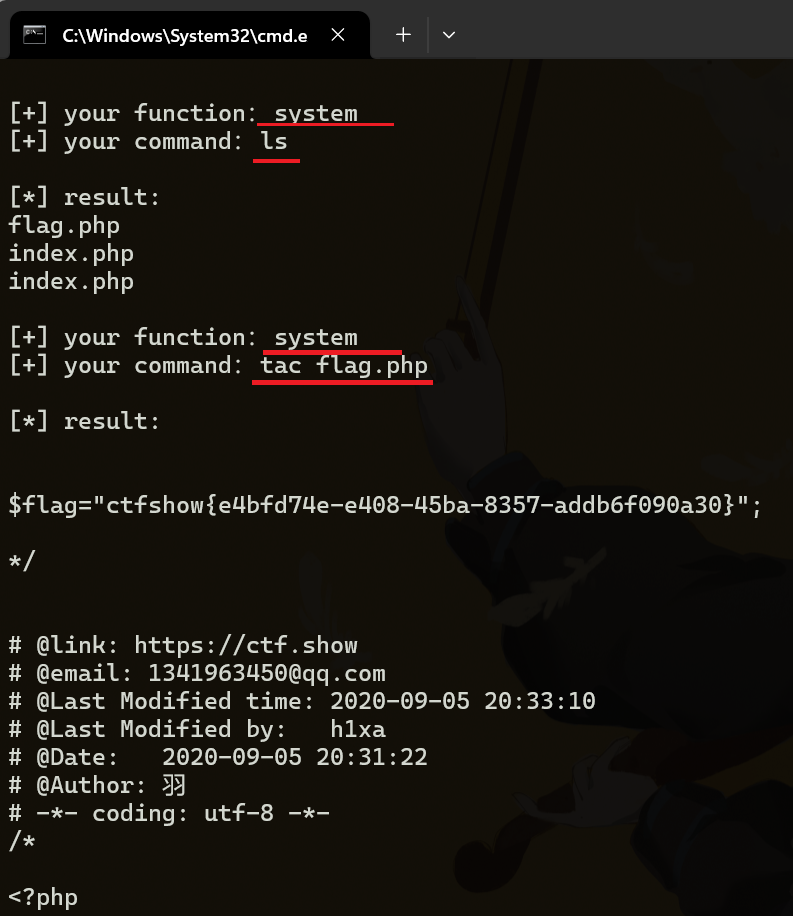 C:\Windows\System32\cmd.e
[+] your function: system
[+] your command: ls
[*] result:
flag.php
index.php
index.php
[+] your function: system
[+] your command: tac flag.php
[*] result:
$flag="ctfshow{e4bfd74e-e408-45ba-8357-addb6f090a30}";
*/
# @link: https://ctf.show
# @email: 1341963450@qq.com
# @Last Modified time: 2020-09-05 20:33:10
# @Last Modified by:   h1xa
# @Date:   2020-09-05 20:31:22
# @Author: 羽
# -*- coding: utf-8 -*-
/*
<?php